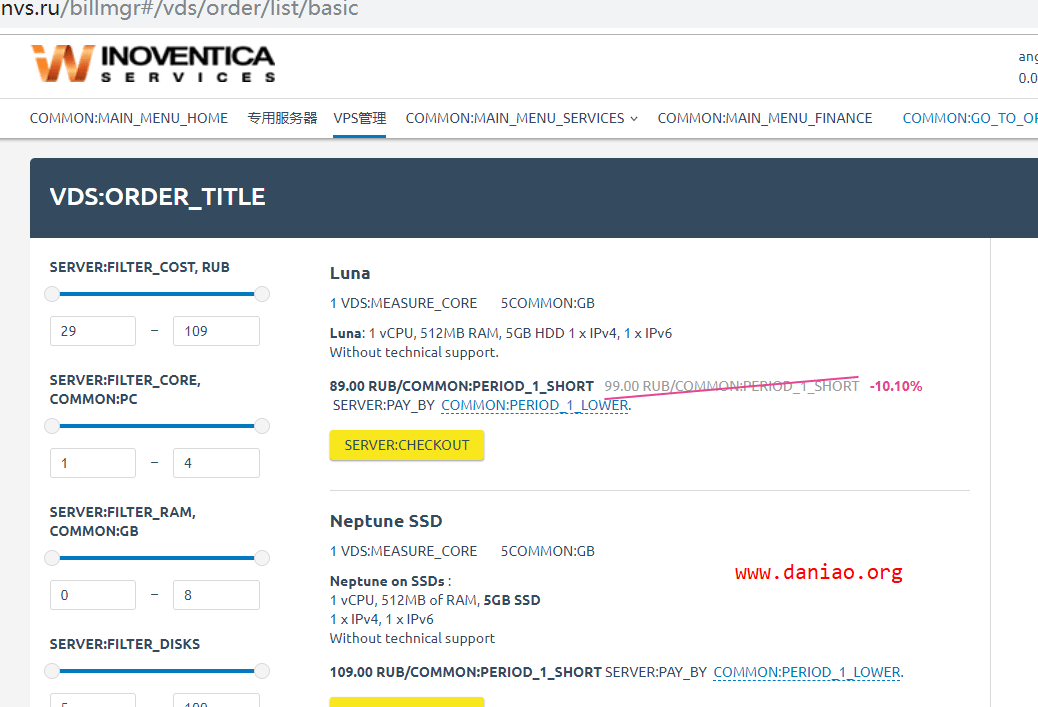 nvs.ru/billmgr#/vds/order/list/basic
INOVENTICA
SERVICES
ang
0.0
COMMON:MAIN_MENU_HOME 专用服务器 VPS管理 COMMON:MAIN_MENU_SERVICES COMMON:MAIN_MENU_FINANCE COMMON:GO_TO_OR
VDS:ORDER_TITLE
SERVER:FILTER_COST, RUB
29 – 109
SERVER:FILTER_CORE,
COMMON:PC
1 – 4
SERVER:FILTER_RAM,
COMMON:GB
0 – 8
SERVER:FILTER_DISKS
Luna
1 VDS:MEASURE_CORE 5COMMON:GB
Luna: 1 vCPU, 512MB RAM, 5GB HDD 1 x IPv4, 1 x IPv6
Without technical support.
89.00 RUB/COMMON:PERIOD_1_SHORT 99.00 RUB/COMMON:PERIOD_1_SHORT -10.10%
SERVER:PAY_BY COMMON:PERIOD_1_LOWER.
SERVER:CHECKOUT
Neptune SSD
1 VDS:MEASURE_CORE 5COMMON:GB
Neptune on SSDs :
1 vCPU, 512MB of RAM, 5GB SSD
1 x IPv4, 1 x IPv6
Without technical support
109.00 RUB/COMMON:PERIOD_1_SHORT SERVER:PAY_BY COMMON:PERIOD_1_LOWER.
www.daniao.org